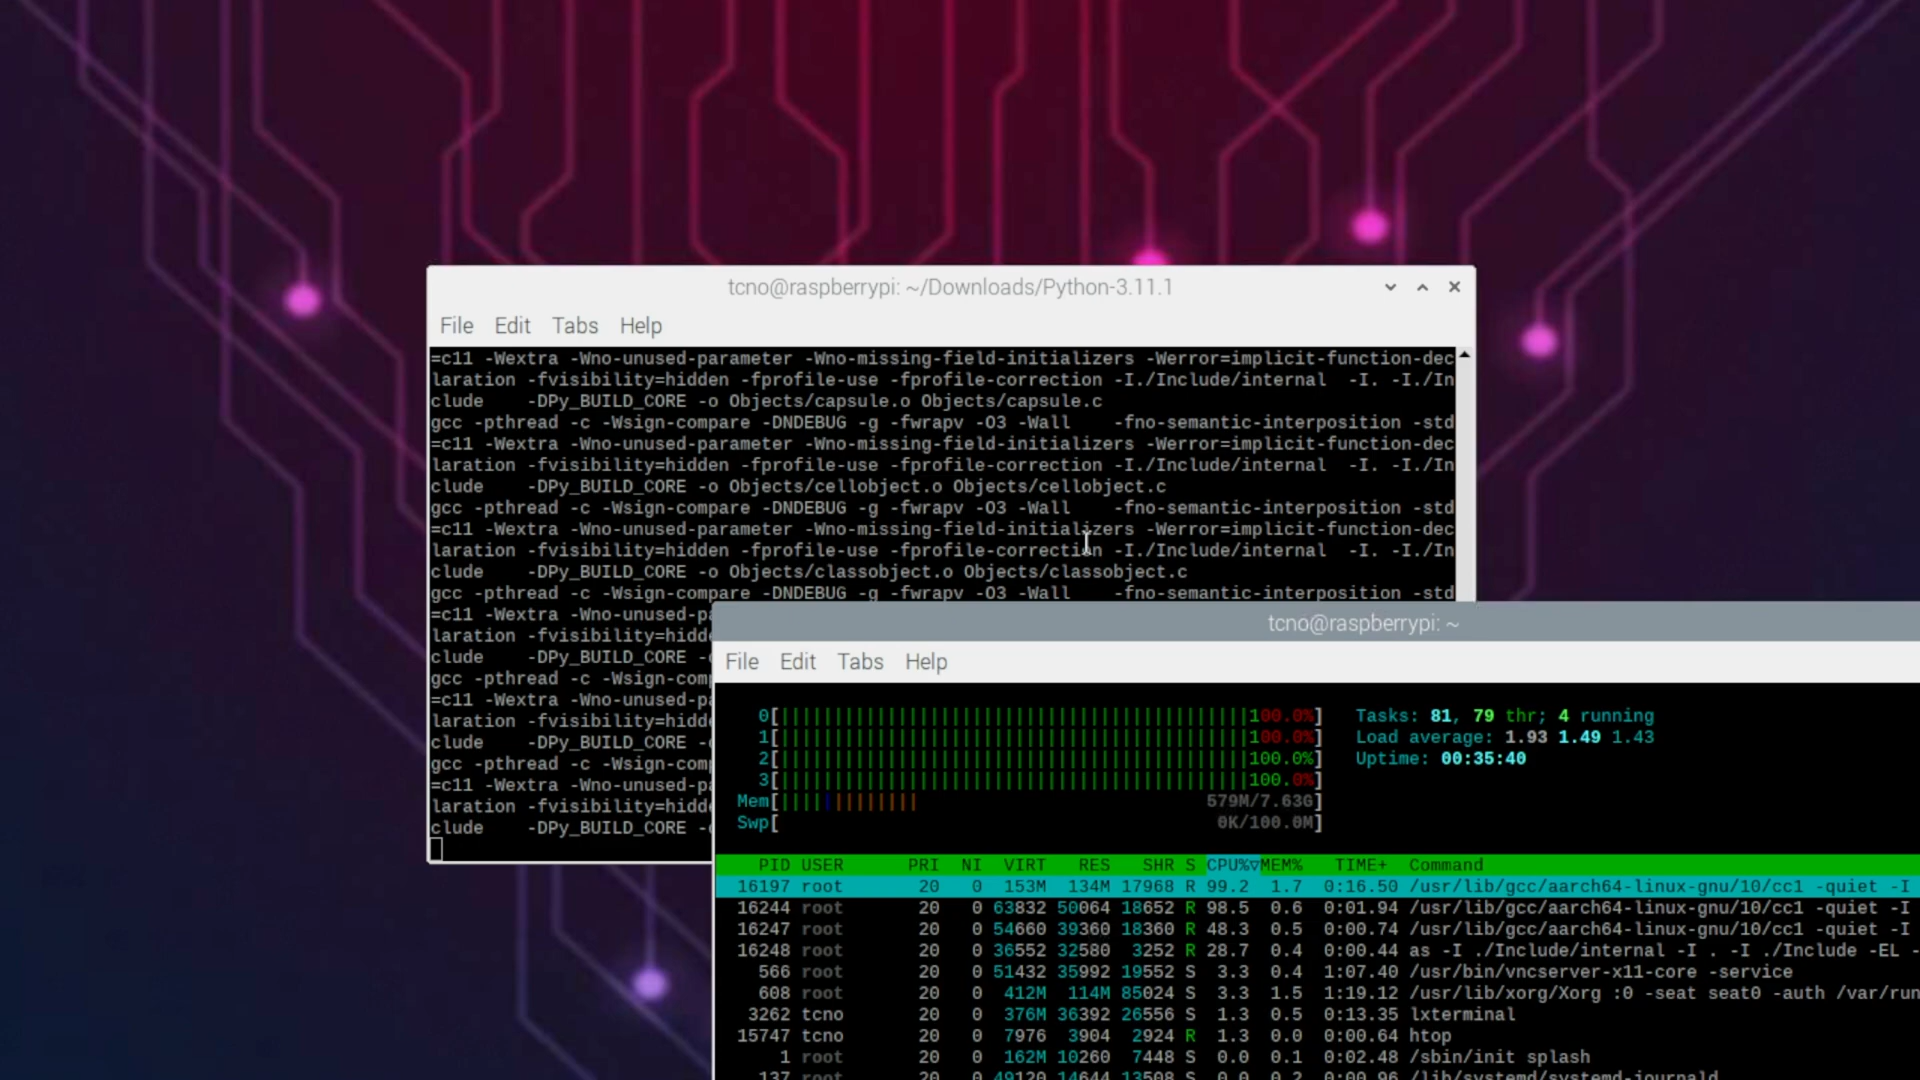 tcno@raspberrypi: ~/Downloads/Python-3.11.1
File Edit Tabs Help
=c11 -Wextra -Wno-unused-parameter -Wno-missing-field-initializers -Werror=implicit-function-dec
laration -fvisibility=hidden -fprofile-use -fprofile-correction -I./Include/internal  -I. -I./In
clude    -DPy_BUILD_CORE -o Objects/capsule.o Objects/capsule.c
gcc -pthread -c -Wsign-compare -DNDEBUG -g -fwrapv -O3 -Wall    -fno-semantic-interposition -std
=c11 -Wextra -Wno-unused-parameter -Wno-missing-field-initializers -Werror=implicit-function-dec
laration -fvisibility=hidden -fprofile-use -fprofile-correction -I./Include/internal  -I. -I./In
clude    -DPy_BUILD_CORE -o Objects/cellobject.o Objects/cellobject.c
gcc -pthread -c -Wsign-compare -DNDEBUG -g -fwrapv -O3 -Wall    -fno-semantic-interposition -std
=c11 -Wextra -Wno-unused-parameter -Wno-missing-field-initializers -Werror=implicit-function-dec
laration -fvisibility=hidden -fprofile-use -fprofile-correction -I./Include/internal  -I. -I./In
clude    -DPy_BUILD_CORE -o Objects/classobject.o Objects/classobject.c
gcc -pthread -c -Wsign-compare -DNDEBUG -g -fwrapv -O3 -Wall    -fno-semantic-interposition -std
=c11 -Wextra -Wno-unused-pa
laration -fvisibility=hidde
clude    -DPy_BUILD_CORE -o
gcc -pthread -c -Wsign-comp
=c11 -Wextra -Wno-unused-pa
laration -fvisibility=hidde
clude    -DPy_BUILD_CORE -o
gcc -pthread -c -Wsign-comp
=c11 -Wextra -Wno-unused-pa
laration -fvisibility=hidde
clude    -DPy_BUILD_CORE -o
tcno@raspberrypi: ~
File Edit Tabs Help
0[100.0%] Tasks: 81, 79 thr; 4 running
1[100.0%] Load average: 1.93 1.49 1.43
2[100.0%] Uptime: 00:35:40
3[100.0%]
Mem[579M/7.63G]
Swp[0K/100.0M]
PID USER PRI NI VIRT RES SHR S CPU%▽MEM% TIME+ Command
16197 root 20 0 153M 134M 17968 R 99.2 1.7 0:16.50 /usr/lib/gcc/aarch64-linux-gnu/10/cc1 -quiet -I
16244 root 20 0 63832 50064 18652 R 98.5 0.6 0:01.94 /usr/lib/gcc/aarch64-linux-gnu/10/cc1 -quiet -I
16247 root 20 0 54660 39360 18360 R 48.3 0.5 0:00.74 /usr/lib/gcc/aarch64-linux-gnu/10/cc1 -quiet -I
16248 root 20 0 36552 32580 3252 R 28.7 0.4 0:00.44 as -I ./Include/internal -I . -I ./Include -EL -
566 root 20 0 51432 35992 19552 S 3.3 0.4 1:07.40 /usr/bin/vncserver-x11-core -service
608 root 20 0 412M 114M 85024 S 3.3 1.5 1:19.12 /usr/lib/xorg/Xorg :0 -seat seat0 -auth /var/run
3262 tcno 20 0 376M 36392 26556 S 1.3 0.5 0:13.35 lxterminal
15747 tcno 20 0 7976 3904 2924 R 1.3 0.0 0:00.64 htop
1 root 20 0 162M 10260 7448 S 0.0 0.1 0:02.48 /sbin/init splash
137 root 20 0 49120 14644 13508 S 0.0 0.2 0:00.96 /lib/systemd/systemd-journald